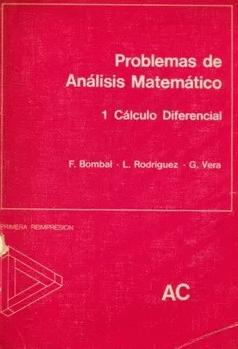 Problemas de
Análisis Matemático
1 Cálculo Diferencial
F. Bombal - L. Rodríguez - G. Vera
PRIMERA REIMPRESION
AC